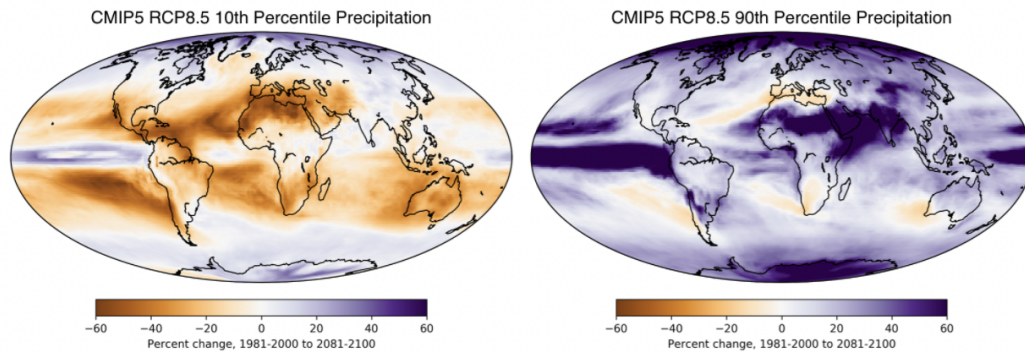 CMIP5 RCP8.5 10th Percentile Precipitation
−60 −40 −20 0 20 40 60
Percent change, 1981-2000 to 2081-2100
CMIP5 RCP8.5 90th Percentile Precipitation
−60 −40 −20 0 20 40 60
Percent change, 1981-2000 to 2081-2100